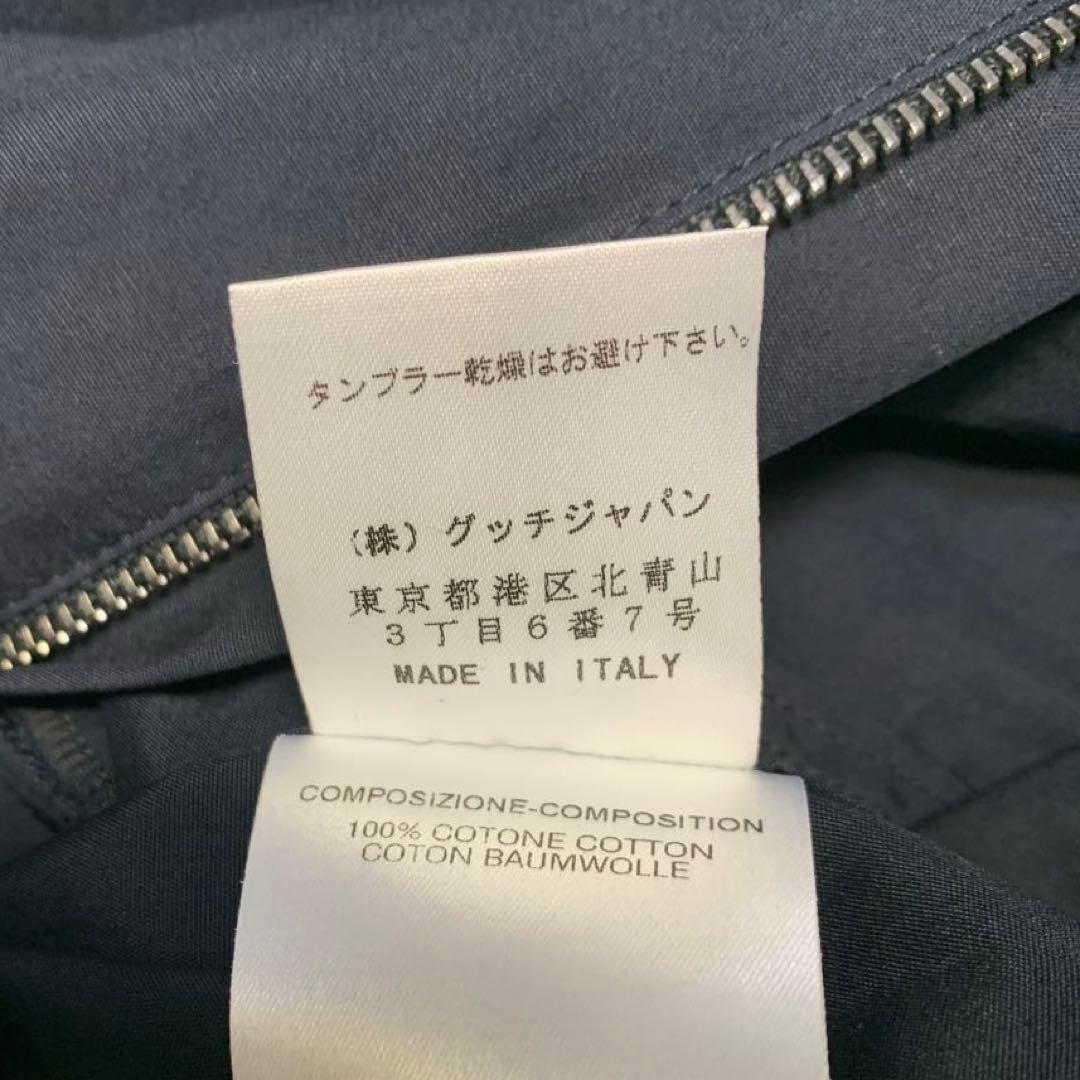 タンブラー乾燥はお避け下さい。
(株)グッチジャパン
東京都港区北青山
3丁目6番7号
MADE IN ITALY
COMPOSIZIONE-COMPOSITION
100% COTONE COTTON
COTON BAUMWOLLE